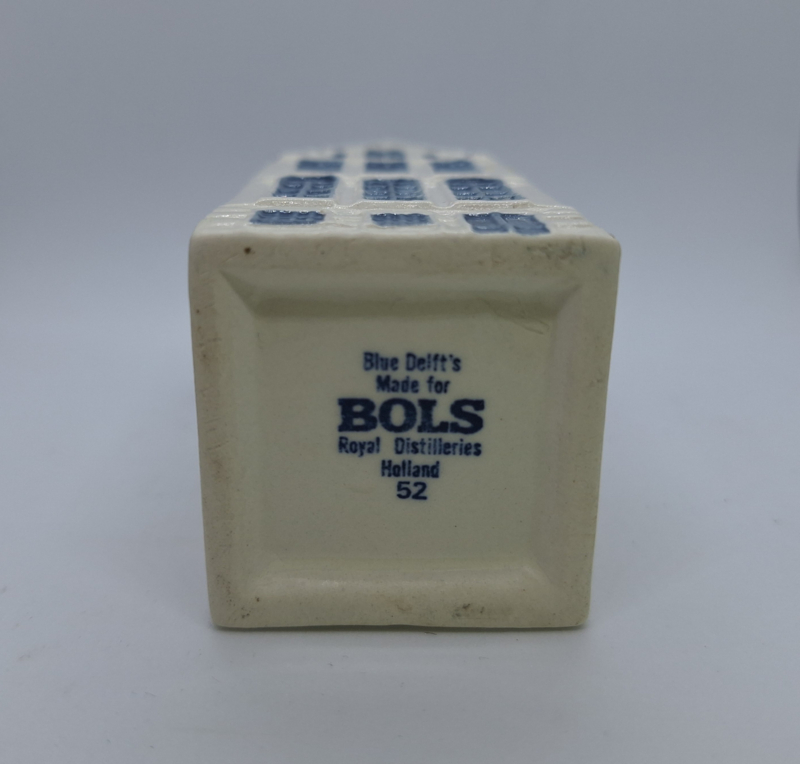 Blue Delft's
Made for
BOLS
Royal Distilleries
Holland
52